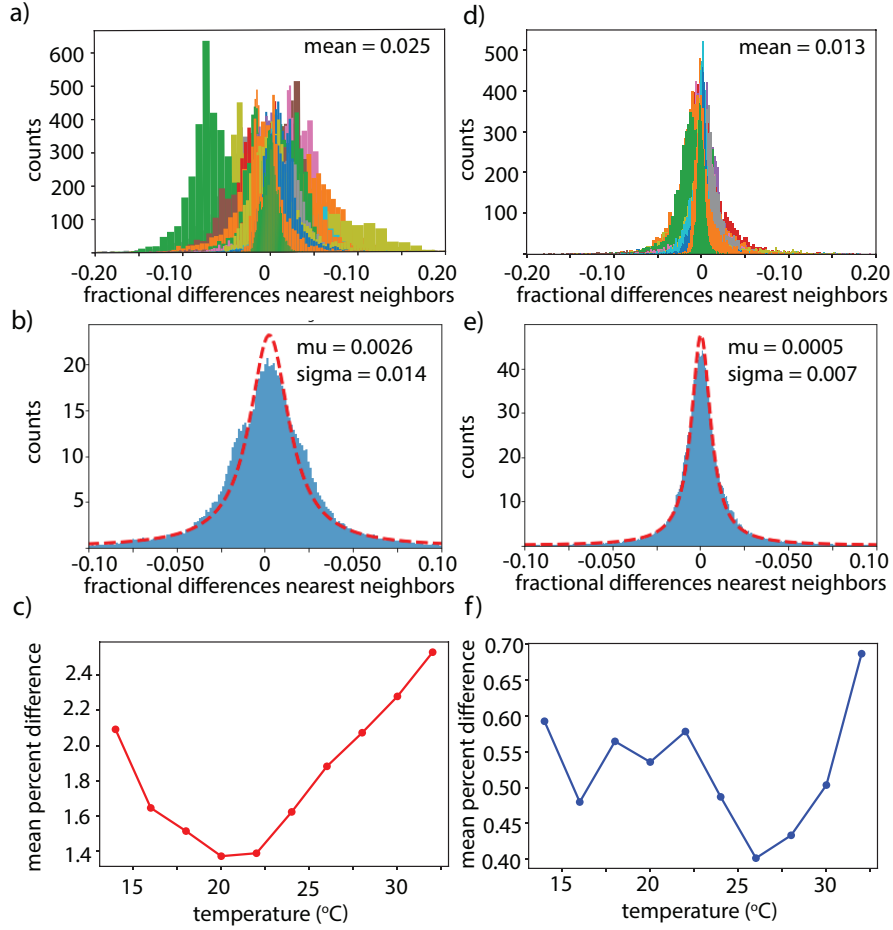 a)
mean = 0.025
counts
600
500
400
300
200
100
-0.20
-0.10
0
-0.10
0.20
fractional differences nearest neighbors
d)
mean = 0.013
counts
500
400
300
200
100
-0.20
-0.10
0
-0.10
0.20
fractional differences nearest neighbors
b)
mu = 0.0026
sigma = 0.014
counts
20
15
10
5
-0.10
-0.050
0
-0.050
0.10
fractional differences nearest neighbors
e)
mu = 0.0005
sigma = 0.007
counts
40
30
20
10
-0.10
-0.050
0
-0.050
0.10
fractional differences nearest neighbors
c)
mean percent difference
2.4
2.2
2.0
1.8
1.6
1.4
15
20
25
30
temperature (°C)
f)
mean percent difference
0.70
0.65
0.60
0.55
0.50
0.45
0.40
15
20
25
30
temperature (°C)